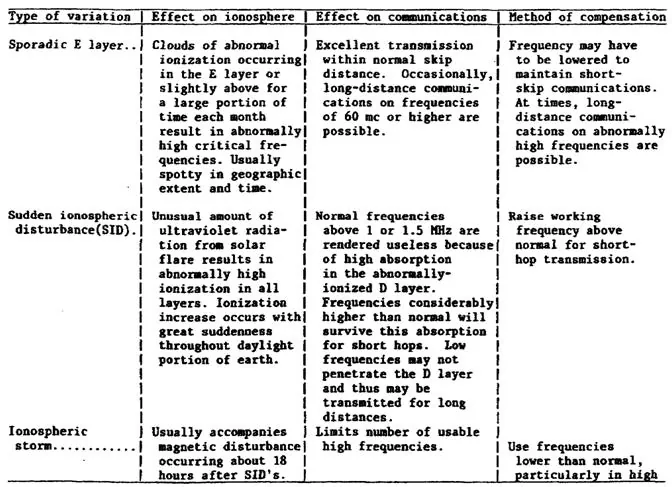 Type of variation
Effect on ionosphere
Effect on communications
Method of compensation
Sporadic E layer..
Clouds of abnormal
ionization occurring
in the E layer or
slightly above for
a large portion of
time each month
result in abnormally
high critical fre-
quencies. Usually
spotty in geographic
extent and time.
Excellent transmission
within normal skip
distance. Occasionally,
long-distance communi-
cations on frequencies
of 60 mc or higher are
possible.
Frequency may have
to be lowered to
maintain short-
skip communications.
At times, long-
distance communi-
cations on abnormally
high frequencies are
possible.
Sudden ionospheric
disturbance(SID).
Unusual amount of
ultraviolet radia-
tion from solar
flare results in
abnormally high
ionization in all
layers. Ionization
increase occurs with
great suddenness
throughout daylight
portion of earth.
Normal frequencies
above 1 or 1.5 MHz are
rendered useless because
of high absorption
in the abnormally-
ionized D layer.
Frequencies considerably
higher than normal will
survive this absorption
for short hops. Low
frequencies may not
penetrate the D layer
and thus may be
transmitted for long
distances.
Raise working
frequency above
normal for short-
hop transmission.
Ionospheric
storm............
Usually accompanies
magnetic disturbance
occurring about 18
hours after SID's.
Limits number of usable
high frequencies.
Use frequencies
lower than normal,
particularly in high